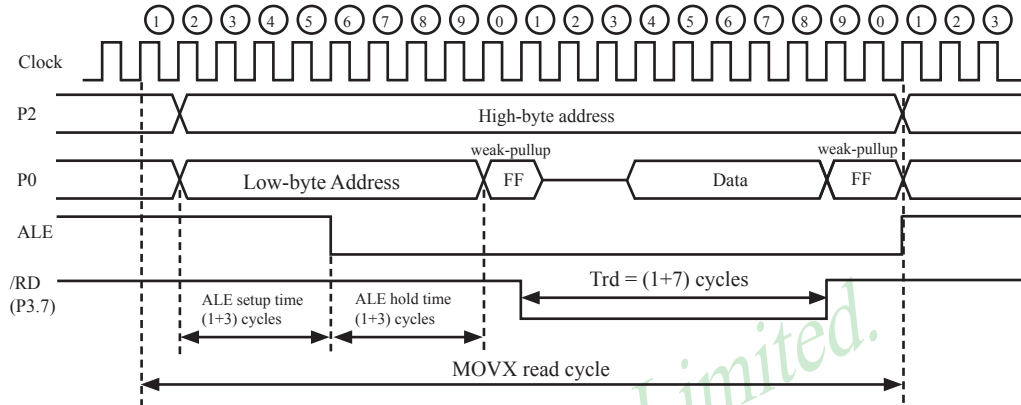 1 2 3 4 5 6 7 8 9 0 1 2 3 4 5 6 7 8 9 0 1 2 3
Clock
P2
High-byte address
weak-pullup weak-pullup
P0
Low-byte Address FF Data FF
ALE
/RD
(P3.7)
Trd = (1+7) cycles
ALE setup time
(1+3) cycles
ALE hold time
(1+3) cycles
MOVX read cycle
Limited.